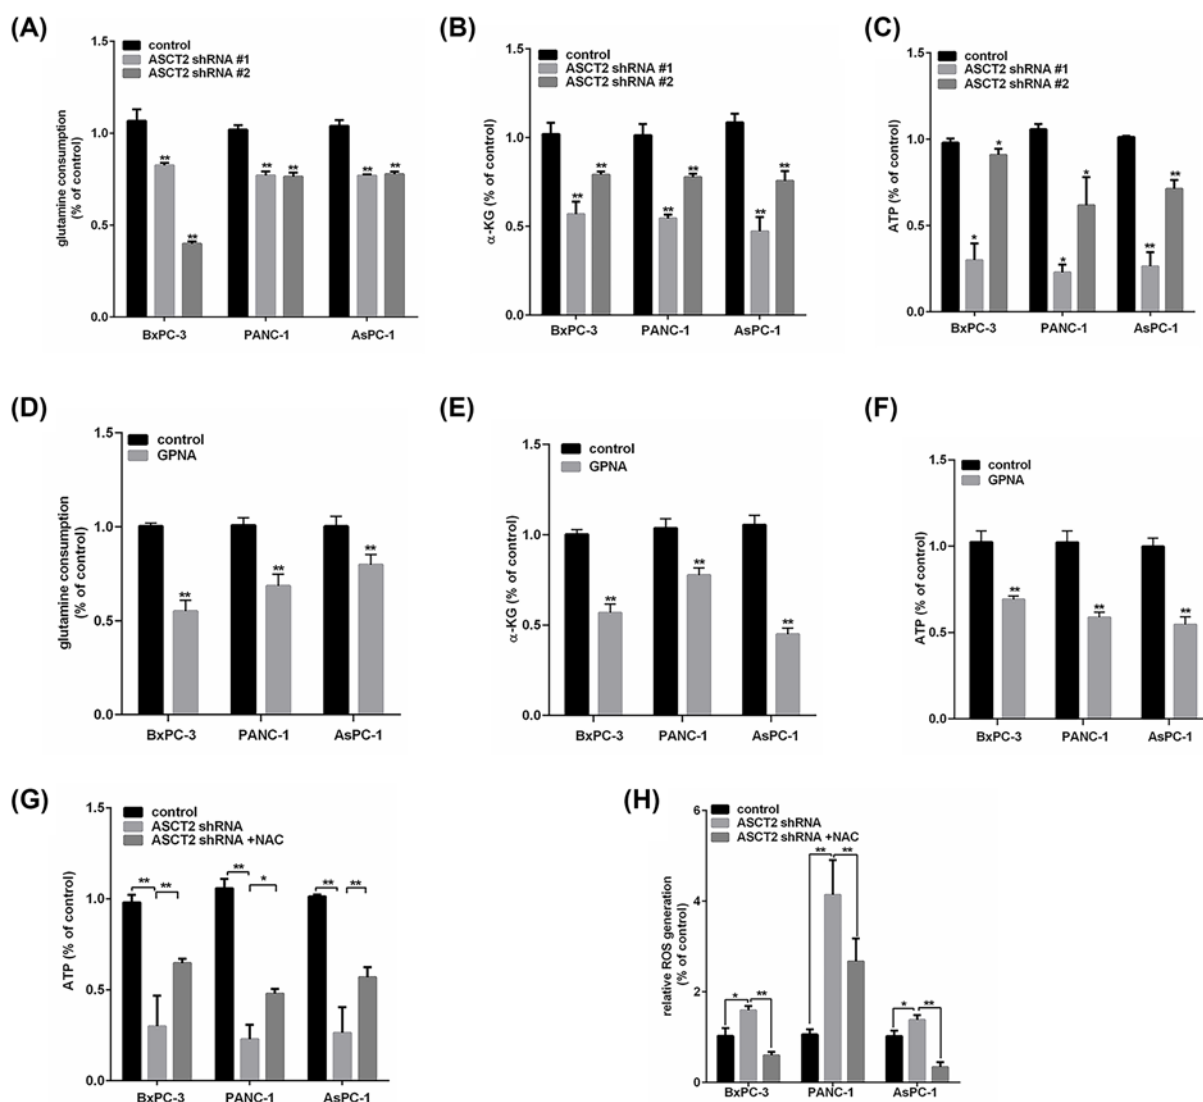 (A)
1.5
control
ASCT2 shRNA #1
ASCT2 shRNA #2
glutamine consumption
(% of control)
1.0
**
** **
** **
0.5
**
0.0
BxPC-3 PANC-1 AsPC-1
(B)
1.5
control
ASCT2 shRNA #1
ASCT2 shRNA #2
α-KG (% of control)
1.0
** ** **
** ** **
0.5
0.0
BxPC-3 PANC-1 AsPC-1
(C)
1.5
control
ASCT2 shRNA #1
ASCT2 shRNA #2
ATP (% of control)
1.0
* * **
0.5
* * **
0.0
BxPC-3 PANC-1 AsPC-1
(D)
1.5
control
GPNA
glutamine consumption
(% of control)
1.0
** ** **
0.5
0.0
BxPC-3 PANC-1 AsPC-1
(E)
1.5
control
GPNA
α-KG (% of control)
1.0
** ** **
0.5
0.0
BxPC-3 PANC-1 AsPC-1
(F)
1.5
control
GPNA
ATP (% of control)
1.0
** ** **
0.5
0.0
BxPC-3 PANC-1 AsPC-1
(G)
1.5
control
ASCT2 shRNA
ASCT2 shRNA +NAC
ATP (% of control)
** ** ** * ** **
1.0
0.5
0.0
BxPC-3 PANC-1 AsPC-1
(H)
6
control
ASCT2 shRNA
ASCT2 shRNA +NAC
relative ROS generation
(% of control)
** **
4
2
* ** * **
0
BxPC-3 PANC-1 AsPC-1